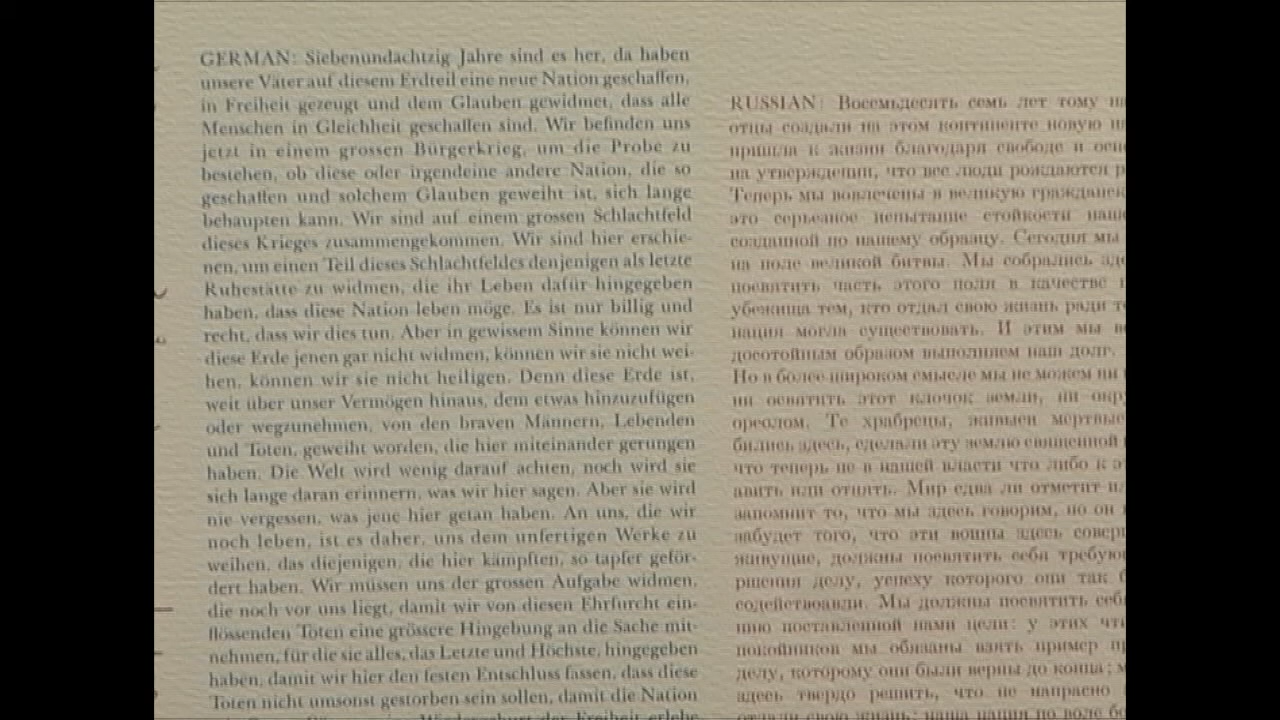 GERMAN: Siebenundachtzig Jahre sind es her, da haben
unsere Väter auf diesem Erdteil eine neue Nation geschaffen,
in Freiheit gezeugt und dem Glauben gewidmet, dass alle
Menschen in Gleichheit geschaffen sind. Wir befinden uns
jetzt in einem grossen Bürgerkrieg, um die Probe zu
bestehen, ob diese oder irgendeine andere Nation, die so
geschaffen und solchem Glauben geweiht ist, sich lange
behaupten kann. Wir sind auf einem grossen Schlachtfeld
dieses Krieges zusammengekommen. Wir sind hier erschie-
nen, um einen Teil dieses Schlachtfeldes denjenigen als letzte
Ruhestätte zu widmen, die ihr Leben dafür hingegeben
haben, dass diese Nation leben möge. Es ist nur billig und
recht, dass wir dies tun. Aber in gewissem Sinne können wir
diese Erde jenen gar nicht widmen, können wir sie nicht wei-
hen, können wir sie nicht heiligen. Denn diese Erde ist,
weit über unser Vermögen hinaus, dem etwas hinzuzufügen
oder wegzunehmen, von den braven Männern, Lebenden
und Toten, geweiht worden, die hier miteinander gerungen
haben. Die Welt wird wenig darauf achten, noch wird sie
sich lange daran erinnern, was wir hier sagen. Aber sie wird
nie vergessen, was jene hier getan haben. An uns, die wir
noch leben, ist es daher, uns dem unfertigen Werke zu
weihen, das diejenigen, die hier kämpften, so tapfer geför-
dert haben. Wir müssen uns der grossen Aufgabe widmen,
die noch vor uns liegt, damit wir von diesen Ehrfurcht ein-
flössenden Toten eine grössere Hingebung an die Sache mit-
nehmen, für die sie alles, das Letzte und Höchste, hingegeben
haben, damit wir hier den festen Entschluss fassen, dass diese
Toten nicht umsonst gestorben sein sollen, damit die Nation
der Freiheit erlebe
RUSSIAN: Восемьдесять семь лет тому
отцы создали на этом континенте новую
пришла к жизни благодаря свободе и
на утверждении, что все люди рождаются
Теперь мы вовлечены в великую
это серьезное испытание стойкости
созданной по нашему образцу. Сегодня мы
на поле великой битвы. Мы собрались
посвятить часть этого поля в качестве
убежища тем, кто отдал свою жизнь ради
нация могла существовать. И этим мы
досотойным образом выполняем наш долг.
Но в более широком смысле мы не можем ни
ни освятить этот клочок земли, ни
ореолом. Те храбрецы,
бились здесь, сделали эту землю священной
что теперь не в нашей власти что либо к
авить или отнять. Мир едва ли отметит
запомнит то, что мы здесь говорим, но он
забудет того, что эти воины здесь
живущие, должны посвятить себя
ршения делу, успеху которого они так
содействоавли. Мы должны посвятить
нию поставленной нами цели: у этих
покойников мы обязаны взять пример
делу, которому они были верны до конца;
здесь твердо решить, что не напрасно
отдали свою жизнь; наша нация по воле